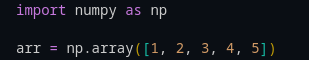 import numpy as np
arr = np.array([1, 2, 3, 4, 5])